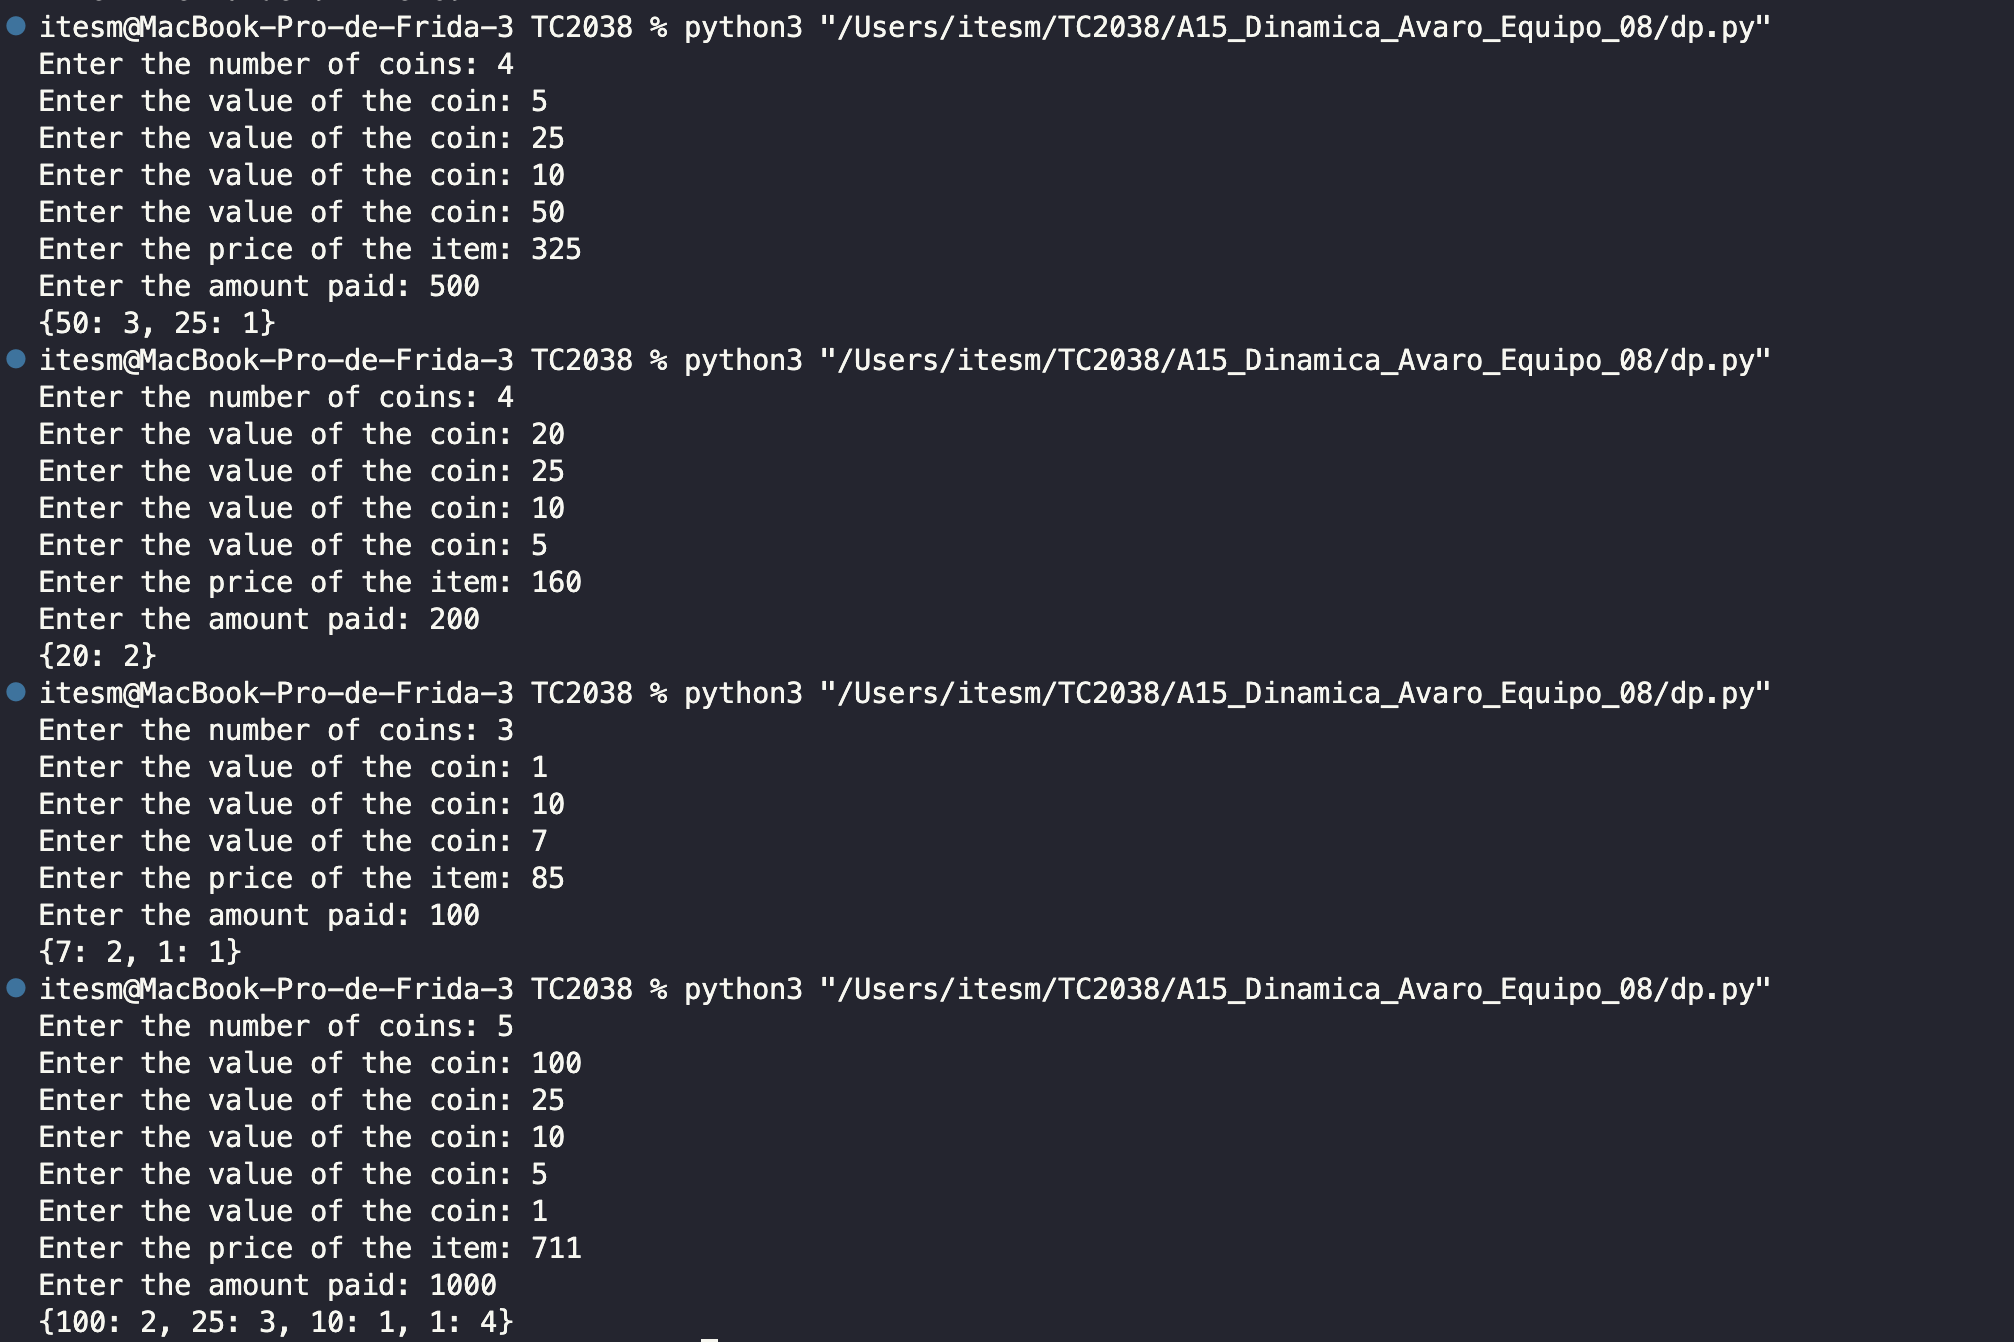 itesm@MacBook-Pro-de-Frida-3 TC2038 % python3 "/Users/itesm/TC2038/A15_Dinamica_Avaro_Equipo_08/dp.py"
Enter the number of coins: 4
Enter the value of the coin: 5
Enter the value of the coin: 25
Enter the value of the coin: 10
Enter the value of the coin: 50
Enter the price of the item: 325
Enter the amount paid: 500
{50: 3, 25: 1}
itesm@MacBook-Pro-de-Frida-3 TC2038 % python3 "/Users/itesm/TC2038/A15_Dinamica_Avaro_Equipo_08/dp.py"
Enter the number of coins: 4
Enter the value of the coin: 20
Enter the value of the coin: 25
Enter the value of the coin: 10
Enter the value of the coin: 5
Enter the price of the item: 160
Enter the amount paid: 200
{20: 2}
itesm@MacBook-Pro-de-Frida-3 TC2038 % python3 "/Users/itesm/TC2038/A15_Dinamica_Avaro_Equipo_08/dp.py"
Enter the number of coins: 3
Enter the value of the coin: 1
Enter the value of the coin: 10
Enter the value of the coin: 7
Enter the price of the item: 85
Enter the amount paid: 100
{7: 2, 1: 1}
itesm@MacBook-Pro-de-Frida-3 TC2038 % python3 "/Users/itesm/TC2038/A15_Dinamica_Avaro_Equipo_08/dp.py"
Enter the number of coins: 5
Enter the value of the coin: 100
Enter the value of the coin: 25
Enter the value of the coin: 10
Enter the value of the coin: 5
Enter the value of the coin: 1
Enter the price of the item: 711
Enter the amount paid: 1000
{100: 2, 25: 3, 10: 1, 1: 4}